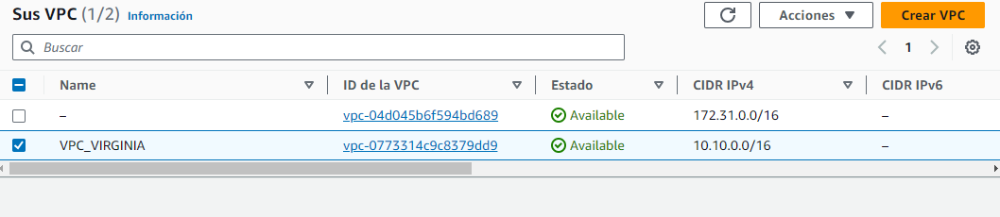 Sus VPC (1/2) Información Acciones Crear VPC
Buscar 1
Name ID de la VPC Estado CIDR IPv4 CIDR IPv6
– vpc-04d045b6f594bd689 Available 172.31.0.0/16 –
VPC_VIRGINIA vpc-0773314c9c8379dd9 Available 10.10.0.0/16 –